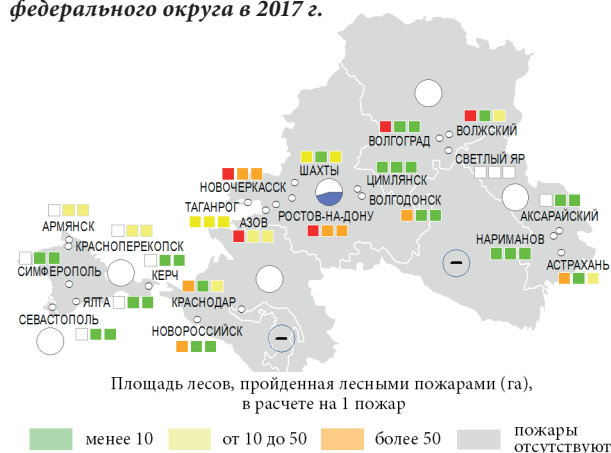 федерального округа в 2017 г.
ВОЛГОГРАД
ВОЛЖСКИЙ
СВЕТЛЫЙ ЯР
ШАХТЫ
ЦИМЛЯНСК
НОВОЧЕРКАССК
ВОЛГОДОНСК
ТАГАНРОГ
АЗОВ
РОСТОВ-НА-ДОНУ
АКСАРАЙСКИЙ
АРМЯНСК
НАРИМАНОВ
КРАСНОПЕРЕКОПСК
АСТРАХАНЬ
СИМФЕРОПОЛЬ
КЕРЧ
ЯЛТА
КРАСНОДАР
СЕВАСТОПОЛЬ
НОВОРОССИЙСК
Площадь лесов, пройденная лесными пожарами (га),
в расчете на 1 пожар
менее 10
от 10 до 50
более 50
пожары
отсутствуют